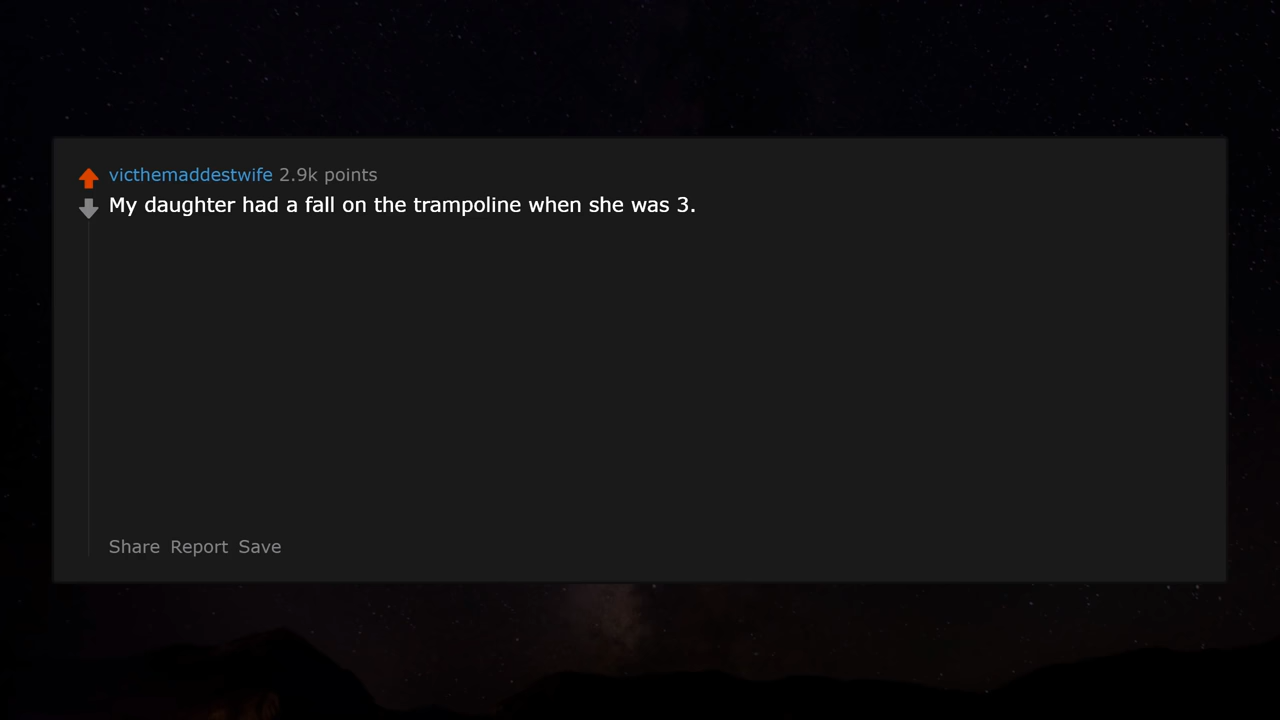 victhemaddestwife 2.9k points
My daughter had a fall on the trampoline when she was 3.
Share Report Save